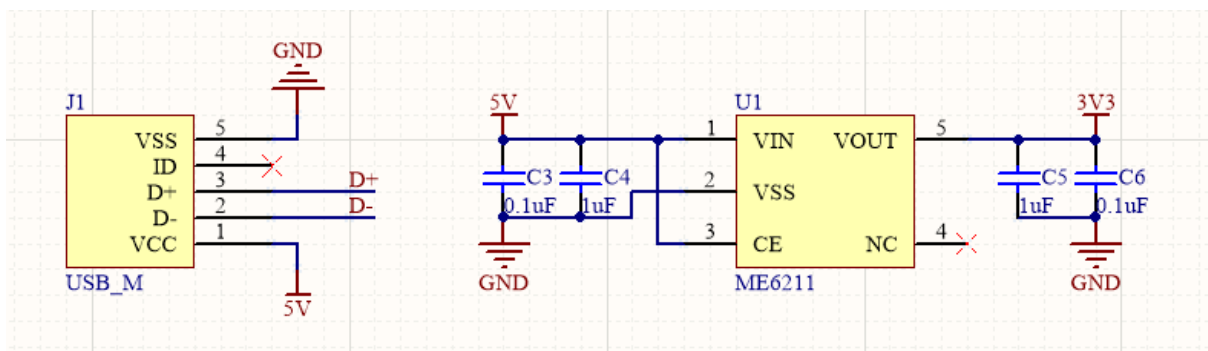 GND
J1
VSS 5
ID 4
D+ 3 D+
D- 2 D-
VCC 1
USB_M
5V
5V
U1
3V3
1 VIN VOUT 5
C3 C4
0.1uF 1uF
2 VSS
3 CE NC 4
GND
ME6211
C5 C6
1uF 0.1uF
GND